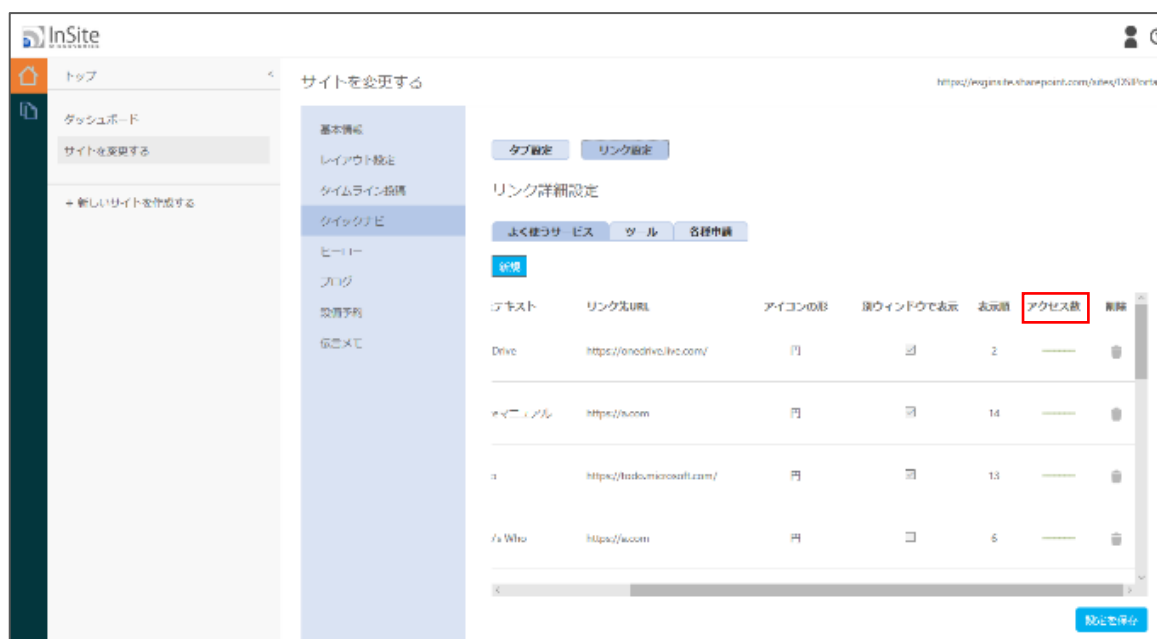 InSite
トップ
サイトを変更する
ダッシュボード
サイトを変更する
+ 新しいサイトを作成する
基本情報
レイアウト設定
タイムライン投稿
クイックナビ
ヒーロー
ブログ
設備予約
伝言メモ
タブ設定 リンク設定
リンク詳細設定
よく使うサービス ツール 各種申請
新規
テキスト リンク先URL アイコンの形 別ウィンドウで表示 表示順 アクセス数 削除
Drive https://onedrive.live.com/ 円 2
マニュアル https://a.com 円 14
https://todo.microsoft.com/ 円 13
's Who https://a.com 円 6
設定を保存